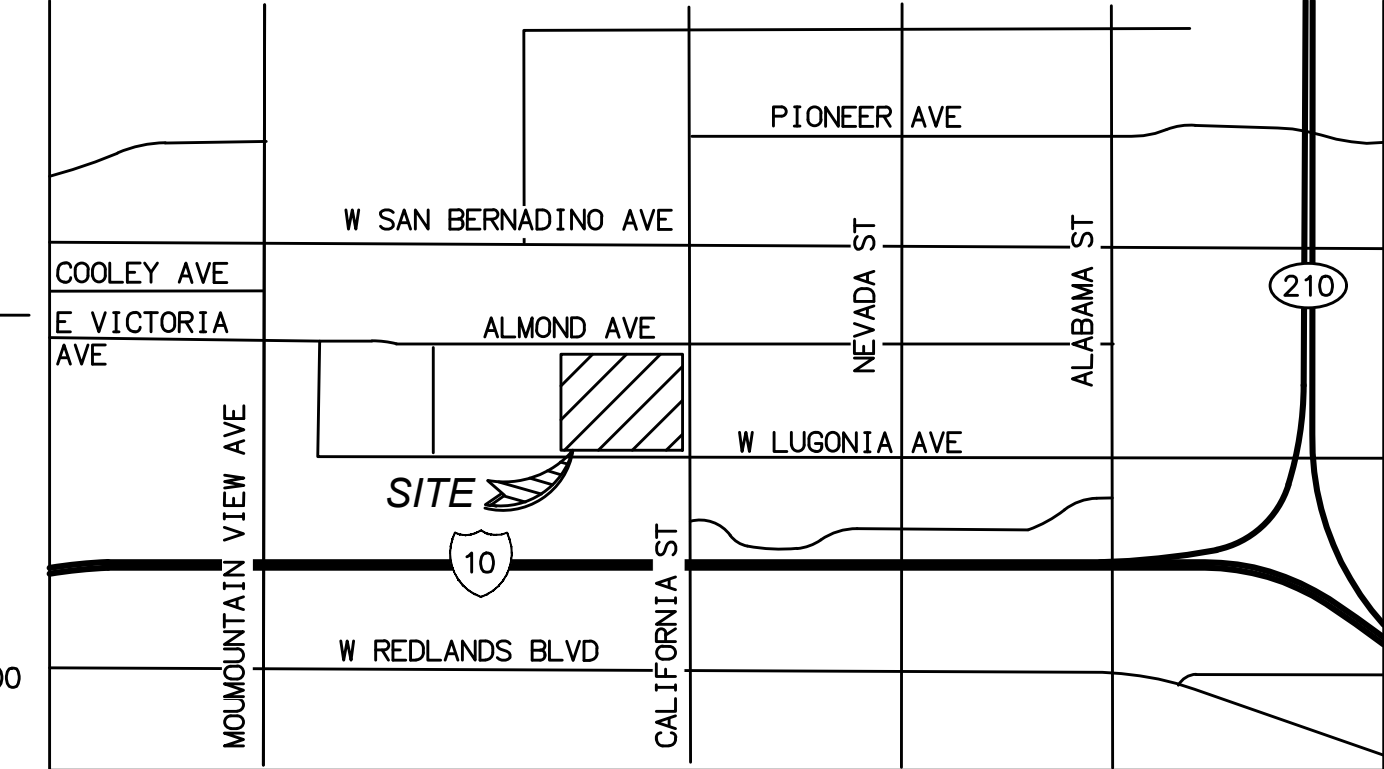 PIONEER AVE
W SAN BERNADINO AVE
NEVADA ST
ALABAMA ST
COOLEY AVE
210
E VICTORIA
AVE
ALMOND AVE
MOUMOUNTAIN VIEW AVE
W LUGONIA AVE
SITE
CALIFORNIA ST
10
W REDLANDS BLVD